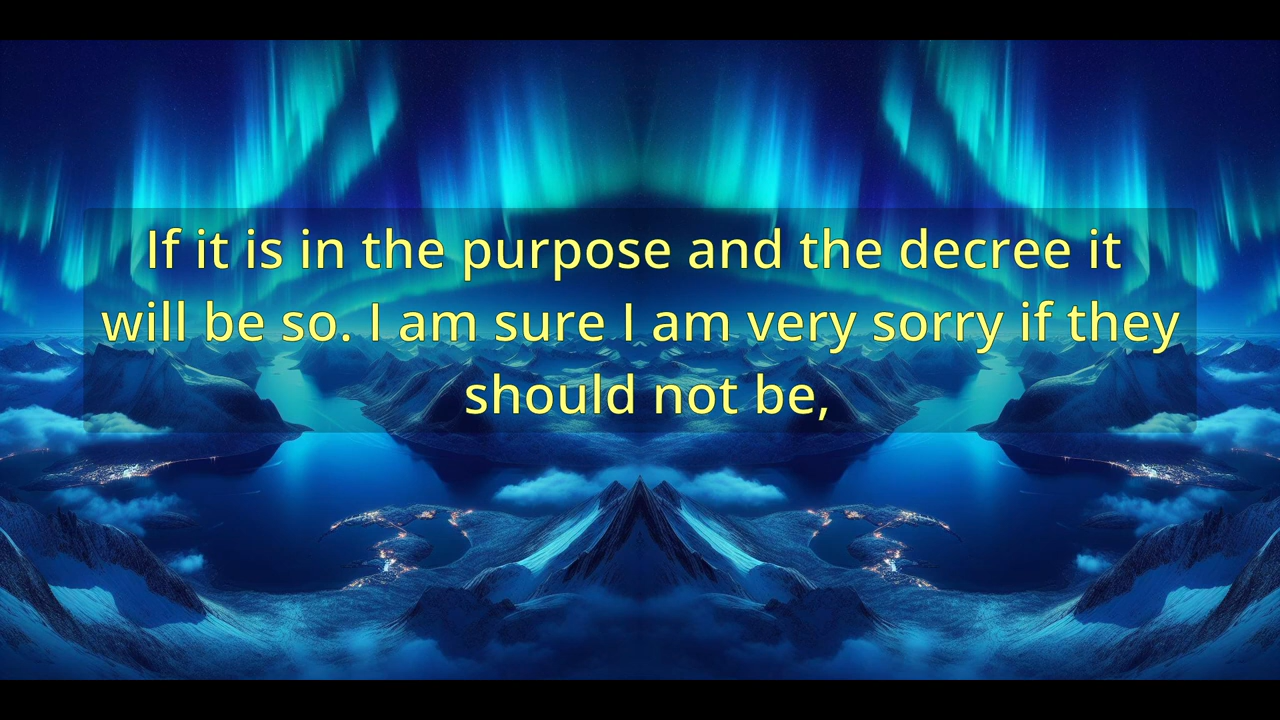 If it is in the purpose and the decree it
will be so. I am sure I am very sorry if they
should not be,